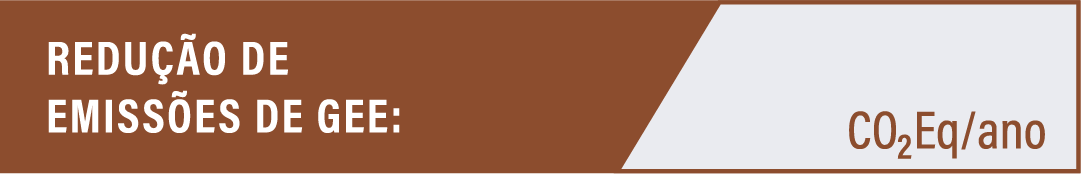 REDUÇÃO DE
EMISSÕES DE GEE:
CO₂Eq/ano